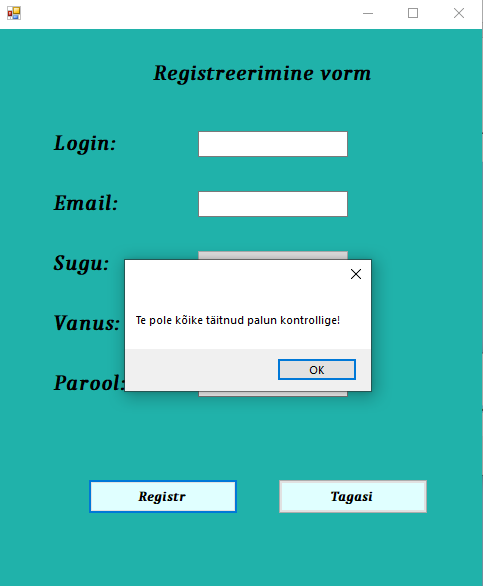 Registreerimine vorm
Login:
Email:
Sugu:
Vanus:
Te pole kõike täitnud palun kontrollige!
OK
Parool:
Registr
Tagasi